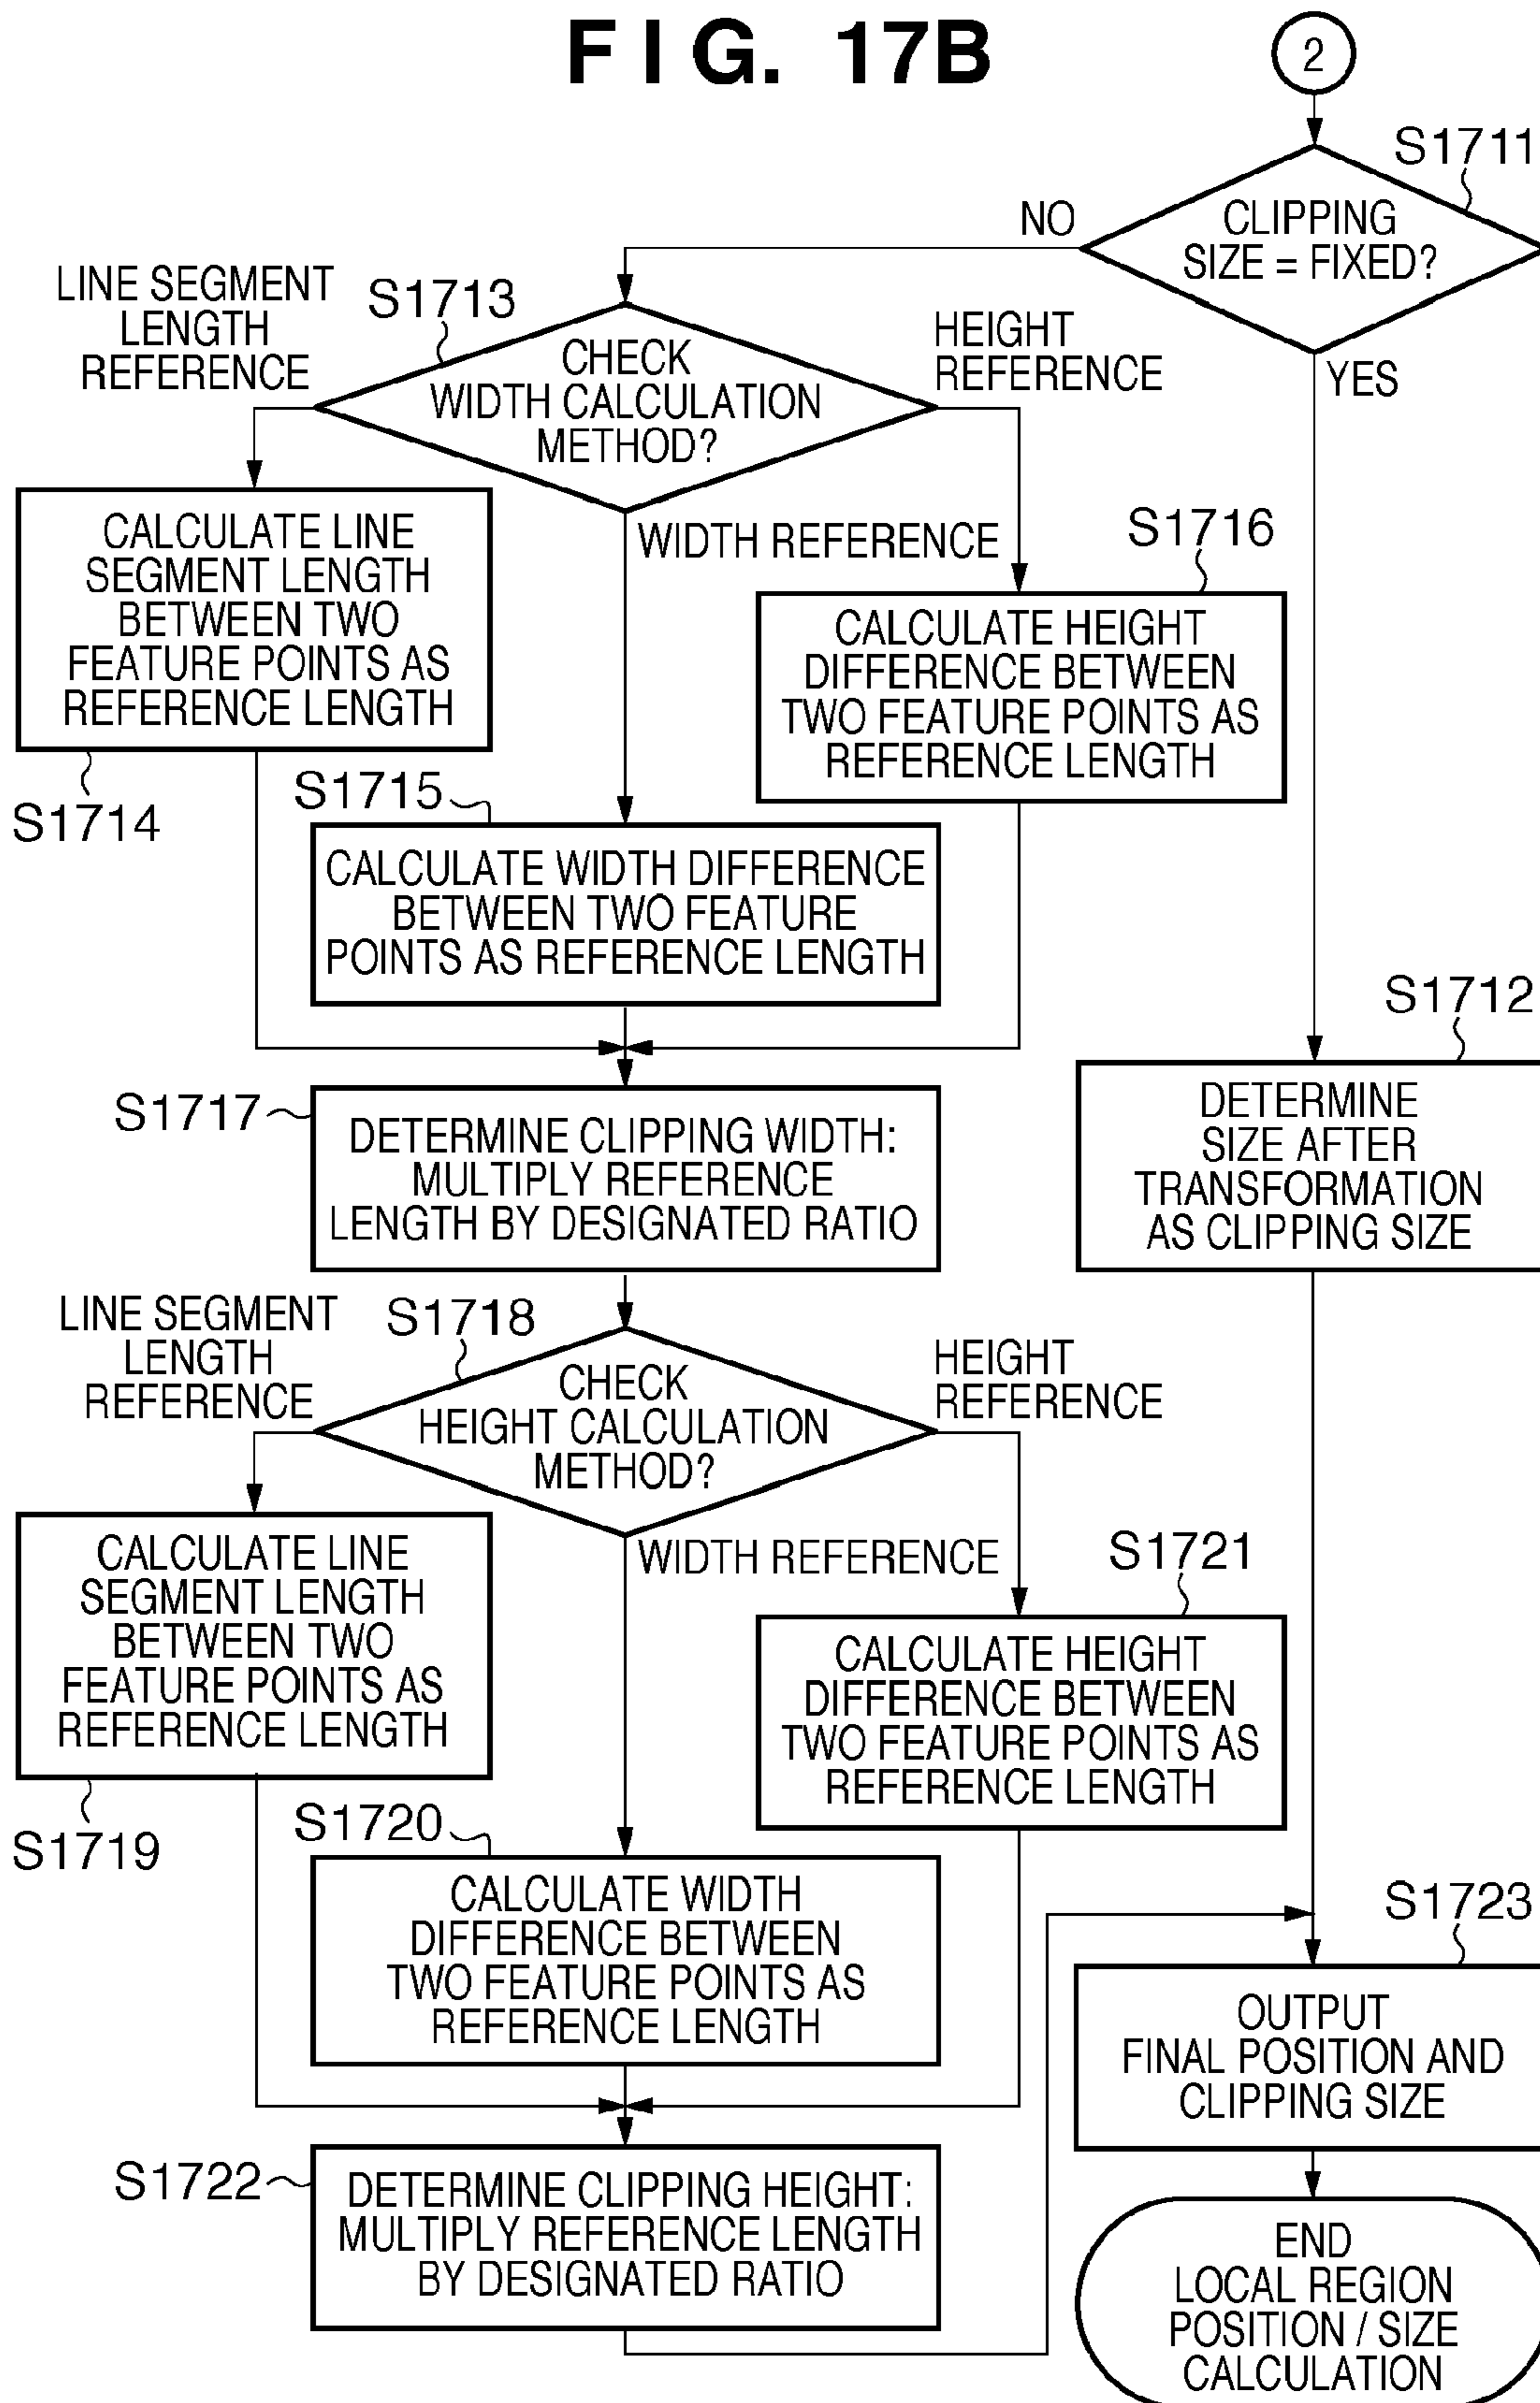 FIG. 17B
2
S1711
CLIPPING
SIZE = FIXED?
NO
YES
LINE SEGMENT
LENGTH
REFERENCE
S1713
CHECK
WIDTH CALCULATION
METHOD?
HEIGHT
REFERENCE
WIDTH REFERENCE
CALCULATE LINE
SEGMENT LENGTH
BETWEEN TWO
FEATURE POINTS AS
REFERENCE LENGTH
S1714
S1716
CALCULATE HEIGHT
DIFFERENCE BETWEEN
TWO FEATURE POINTS AS
REFERENCE LENGTH
S1715
CALCULATE WIDTH DIFFERENCE
BETWEEN TWO FEATURE
POINTS AS REFERENCE LENGTH
S1712
DETERMINE
SIZE AFTER
TRANSFORMATION
AS CLIPPING SIZE
S1717
DETERMINE CLIPPING WIDTH:
MULTIPLY REFERENCE
LENGTH BY DESIGNATED RATIO
LINE SEGMENT
LENGTH
REFERENCE
S1718
CHECK
HEIGHT CALCULATION
METHOD?
HEIGHT
REFERENCE
WIDTH REFERENCE
CALCULATE LINE
SEGMENT LENGTH
BETWEEN TWO
FEATURE POINTS AS
REFERENCE LENGTH
S1719
S1721
CALCULATE HEIGHT
DIFFERENCE BETWEEN
TWO FEATURE POINTS AS
REFERENCE LENGTH
S1720
CALCULATE WIDTH
DIFFERENCE BETWEEN
TWO FEATURE POINTS AS
REFERENCE LENGTH
S1723
OUTPUT
FINAL POSITION AND
CLIPPING SIZE
S1722
DETERMINE CLIPPING HEIGHT:
MULTIPLY REFERENCE LENGTH
BY DESIGNATED RATIO
END
LOCAL REGION
POSITION / SIZE
CALCULATION